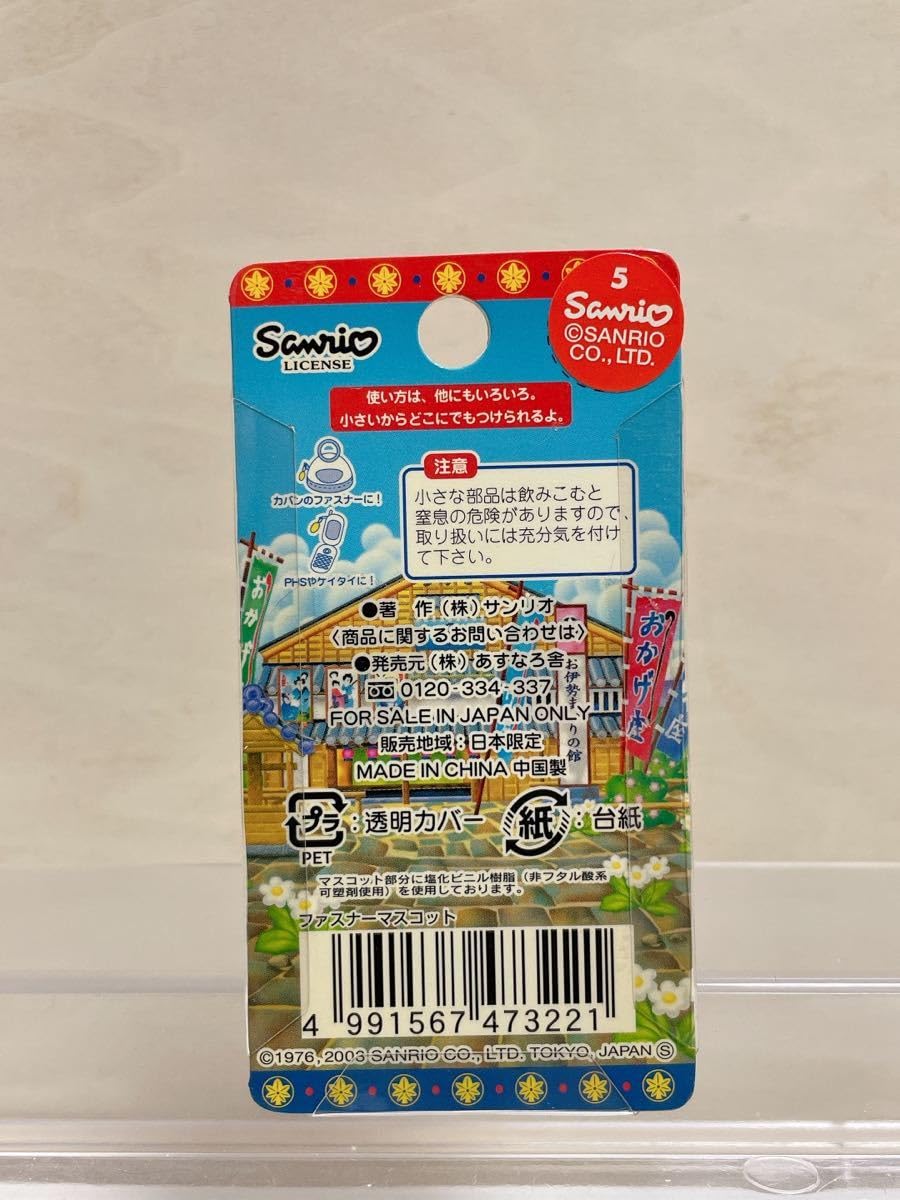 5
Sanrio
©SANRIO
CO., LTD.
Sanrio
LICENSE
使い方は、他にもいろいろ。
小さいからどこにでもつけられるよ。
カバンのファスナーに!
PHSやケイタイに!
注意
小さな部品は飲みこむと
窒息の危険がありますので、
取り扱いには充分気を付け
て下さい。
おかげ
おかげ座
座
お伊勢まいりの館
●著 作(株)サンリオ
〈商品に関するお問い合わせは〉
●発売元(株)あすなろ舎
0120-334-337
FOR SALE IN JAPAN ONLY
販売地域:日本限定
MADE IN CHINA 中国製
プラ:透明カバー
PET
紙:台紙
マスコット部分に塩化ビニル樹脂(非フタル酸系
可塑剤使用)を使用しております。
ファスナーマスコット
4 991567 473221
©1976, 2003 SANRIO CO., LTD. TOKYO, JAPAN Ⓢ